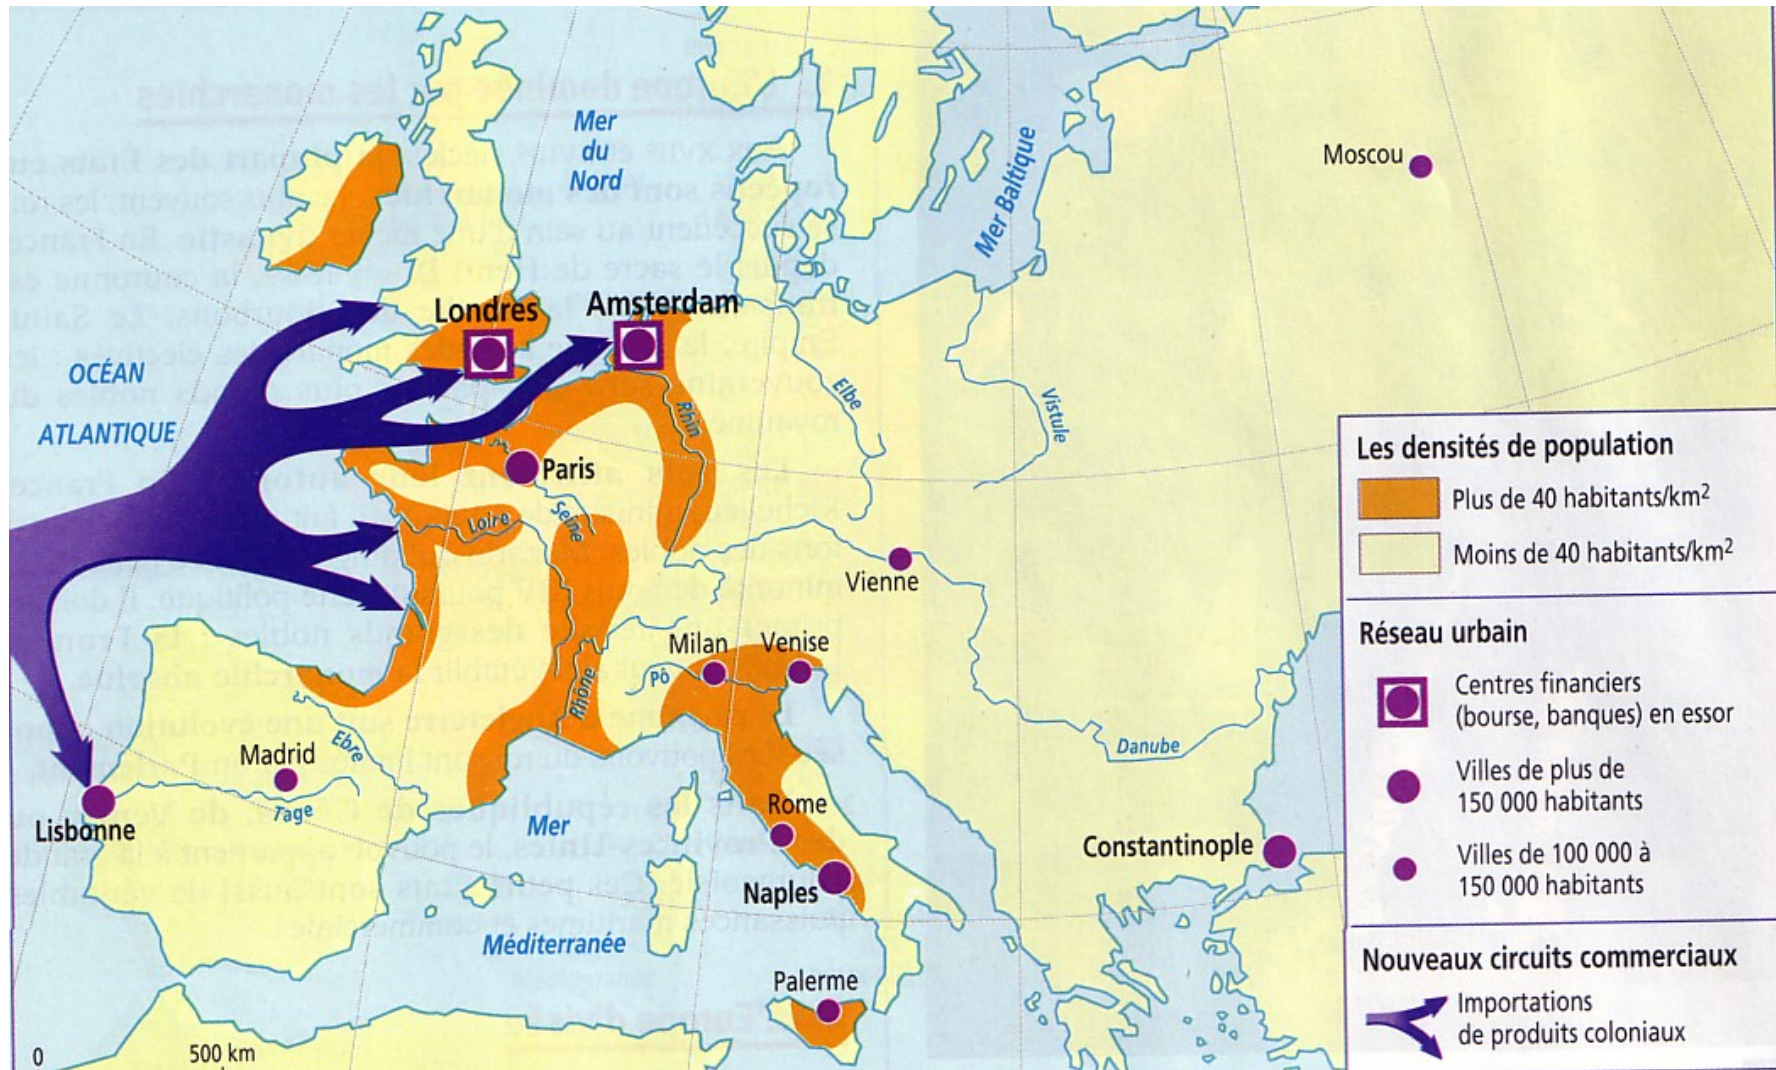 Mer
du
Nord
Mer Baltique
Moscou
Londres
Amsterdam
OCÉAN
ATLANTIQUE
Elbe
Vistule
Rhin
Paris
Loire
Seine
Vienne
Milan
Venise
Pô
Rhône
Madrid
Ebre
Tage
Lisbonne
Danube
Rome
Mer
Méditerranée
Naples
Constantinople
Palerme
0
500 km
Les densités de population
Plus de 40 habitants/km²
Moins de 40 habitants/km²
Réseau urbain
Centres financiers
(bourse, banques) en essor
Villes de plus de
150 000 habitants
Villes de 100 000 à
150 000 habitants
Nouveaux circuits commerciaux
Importations
de produits coloniaux